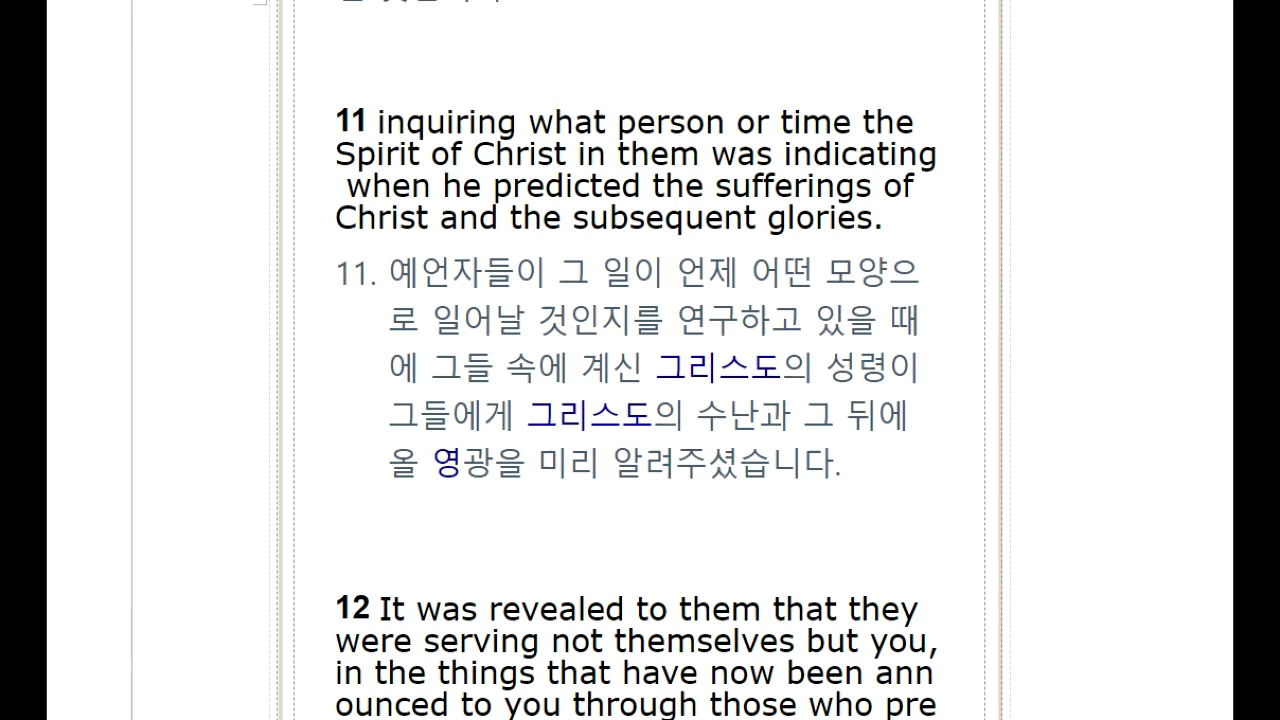 11 inquiring what person or time the
Spirit of Christ in them was indicating
when he predicted the sufferings of
Christ and the subsequent glories.
11. 예언자들이 그 일이 언제 어떤 모양으
로 일어날 것인지를 연구하고 있을 때
에 그들 속에 계신 그리스도의 성령이
그들에게 그리스도의 수난과 그 뒤에
올 영광을 미리 알려주셨습니다.
12 It was revealed to them that they
were serving not themselves but you,
in the things that have now been ann
ounced to you through those who pre